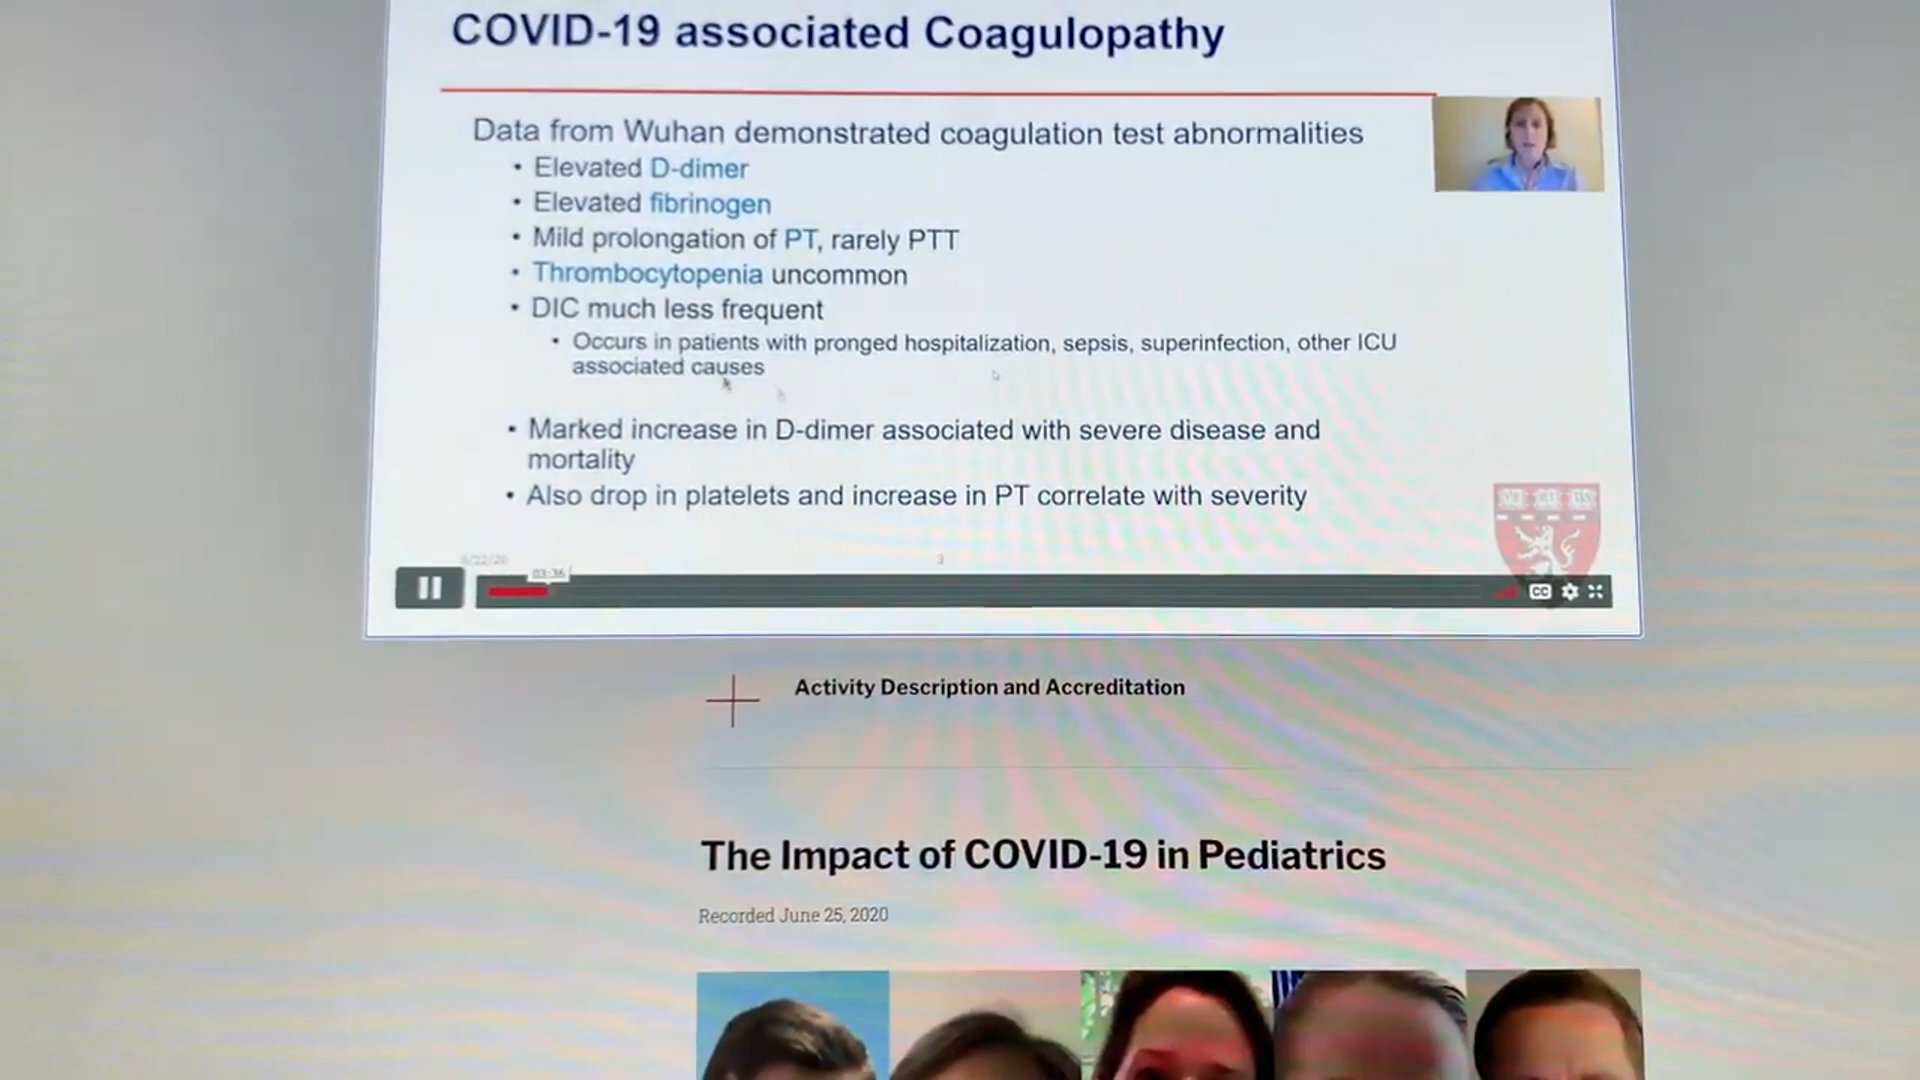 COVID-19 associated Coagulopathy
Data from Wuhan demonstrated coagulation test abnormalities
• Elevated D-dimer
• Elevated fibrinogen
• Mild prolongation of PT, rarely PTT
• Thrombocytopenia uncommon
• DIC much less frequent
• Occurs in patients with pronged hospitalization, sepsis, superinfection, other ICU
associated causes
• Marked increase in D-dimer associated with severe disease and
mortality
• Also drop in platelets and increase in PT correlate with severity
3
03:36
CC
Activity Description and Accreditation
The Impact of COVID-19 in Pediatrics
Recorded June 25, 2020